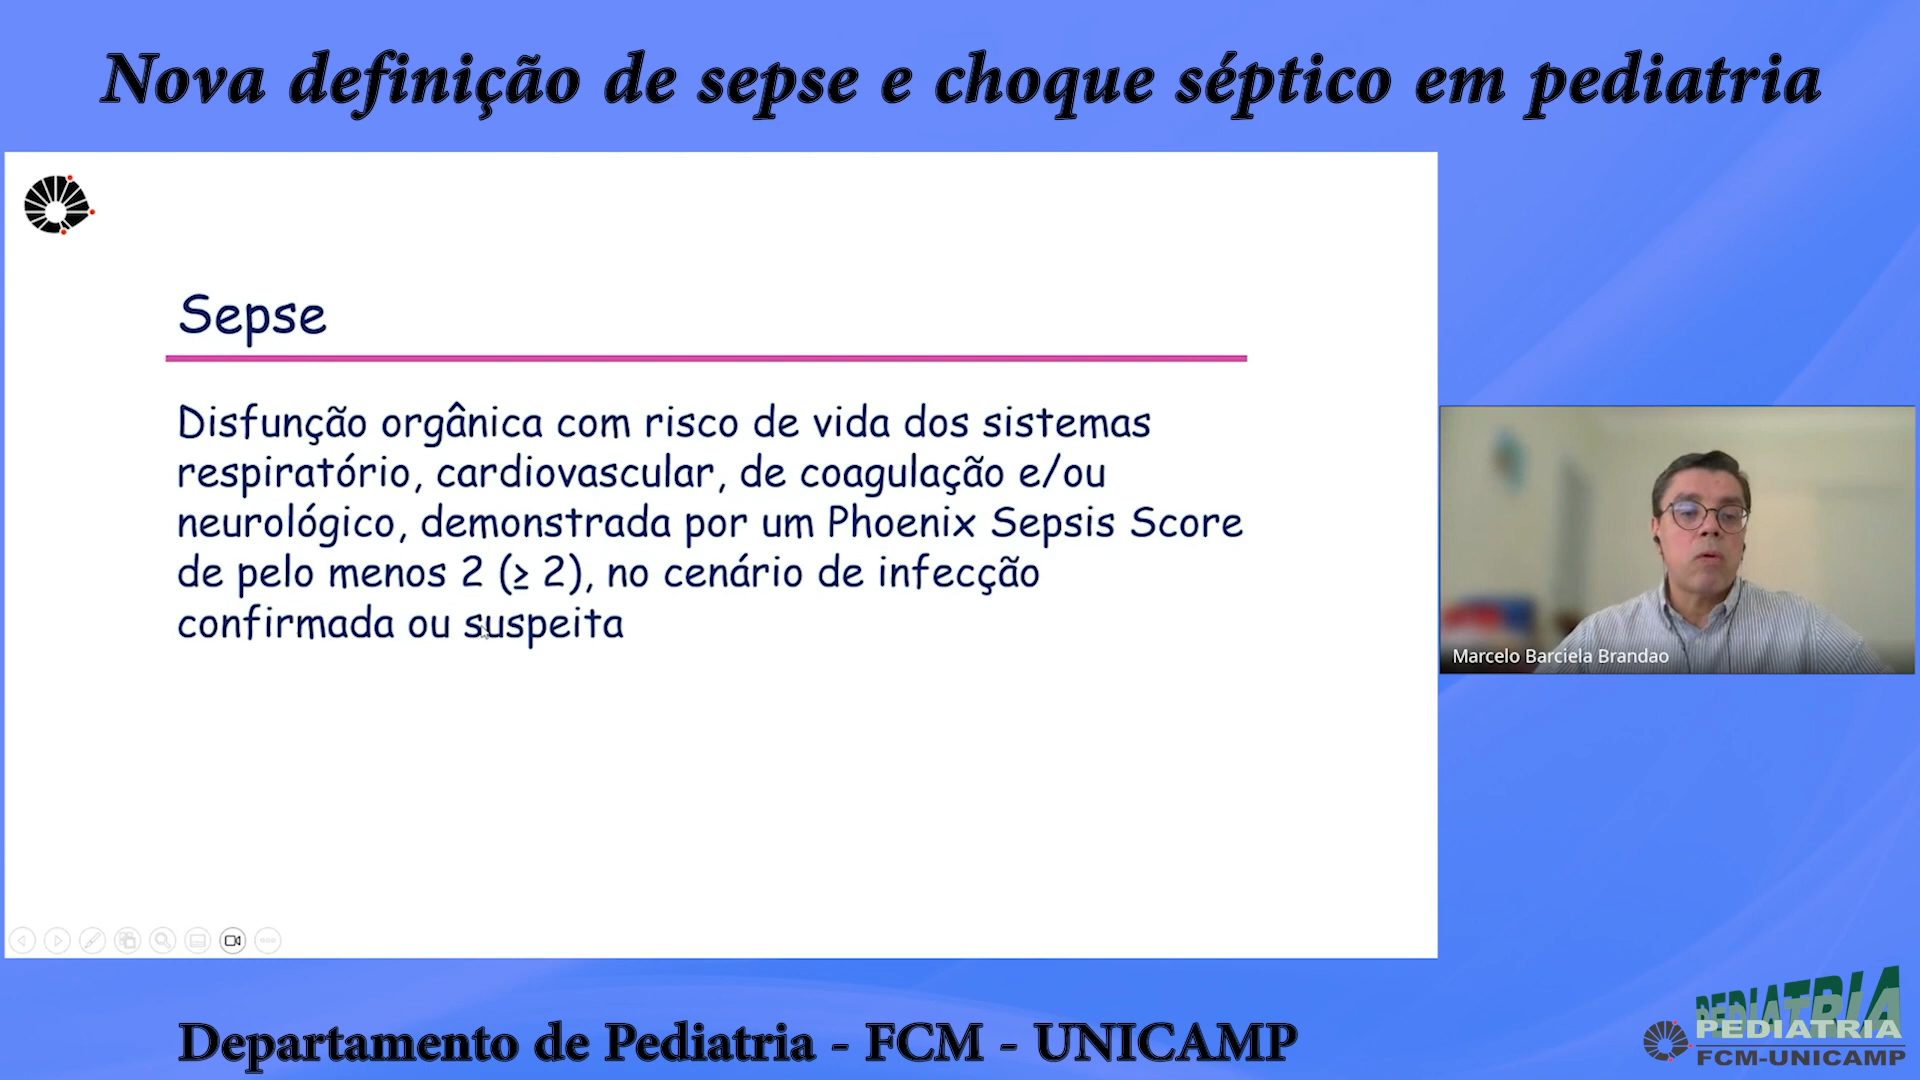 Nova definição de sepse e choque séptico em pediatria
Sepse
Disfunção orgânica com risco de vida dos sistemas
respiratório, cardiovascular, de coagulação e/ou
neurológico, demonstrada por um Phoenix Sepsis Score
de pelo menos 2 (≥ 2), no cenário de infecção
confirmada ou suspeita
Marcelo Barciela Brandao
Departamento de Pediatria - FCM - UNICAMP
PEDIATRIA
PEDIATRIA
FCM-UNICAMP